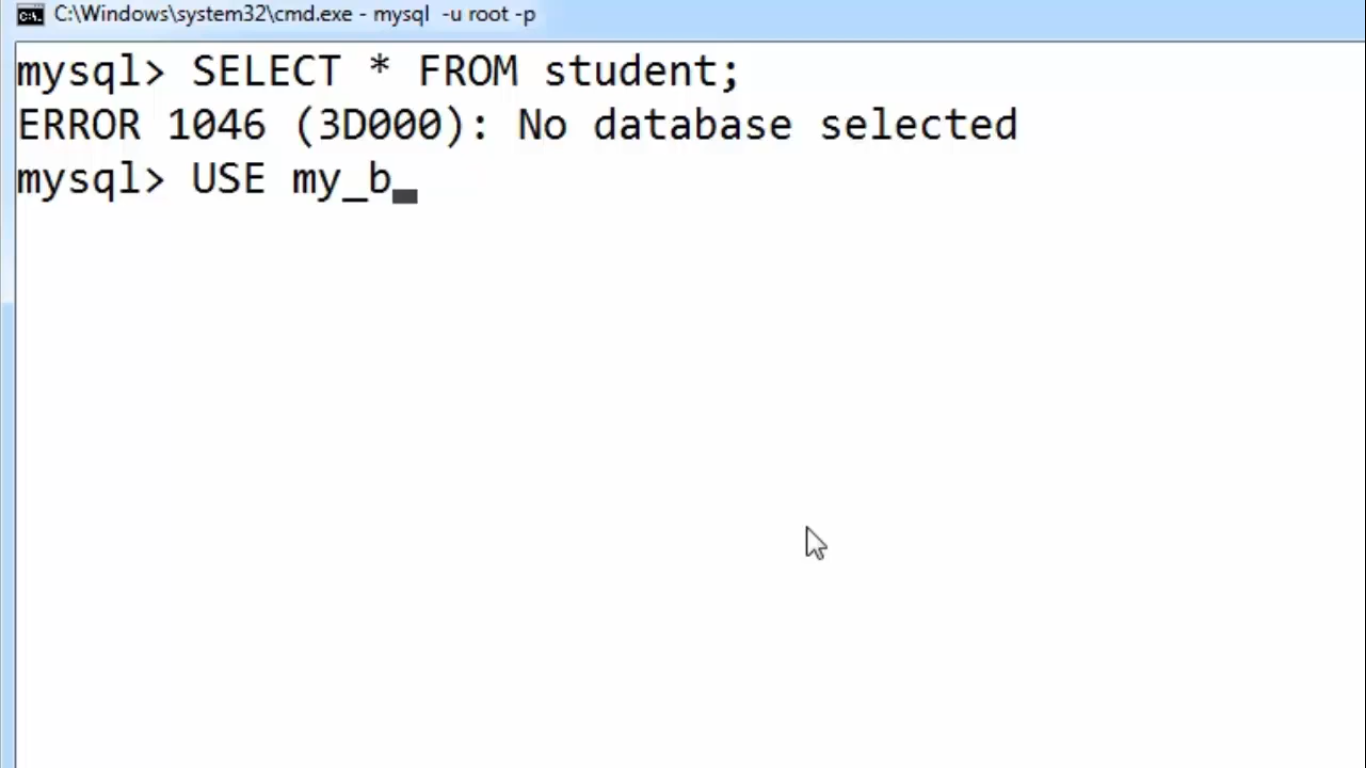 C:\Windows\system32\cmd.exe - mysql -u root -p
mysql> SELECT * FROM student;
ERROR 1046 (3D000): No database selected
mysql> USE my_b